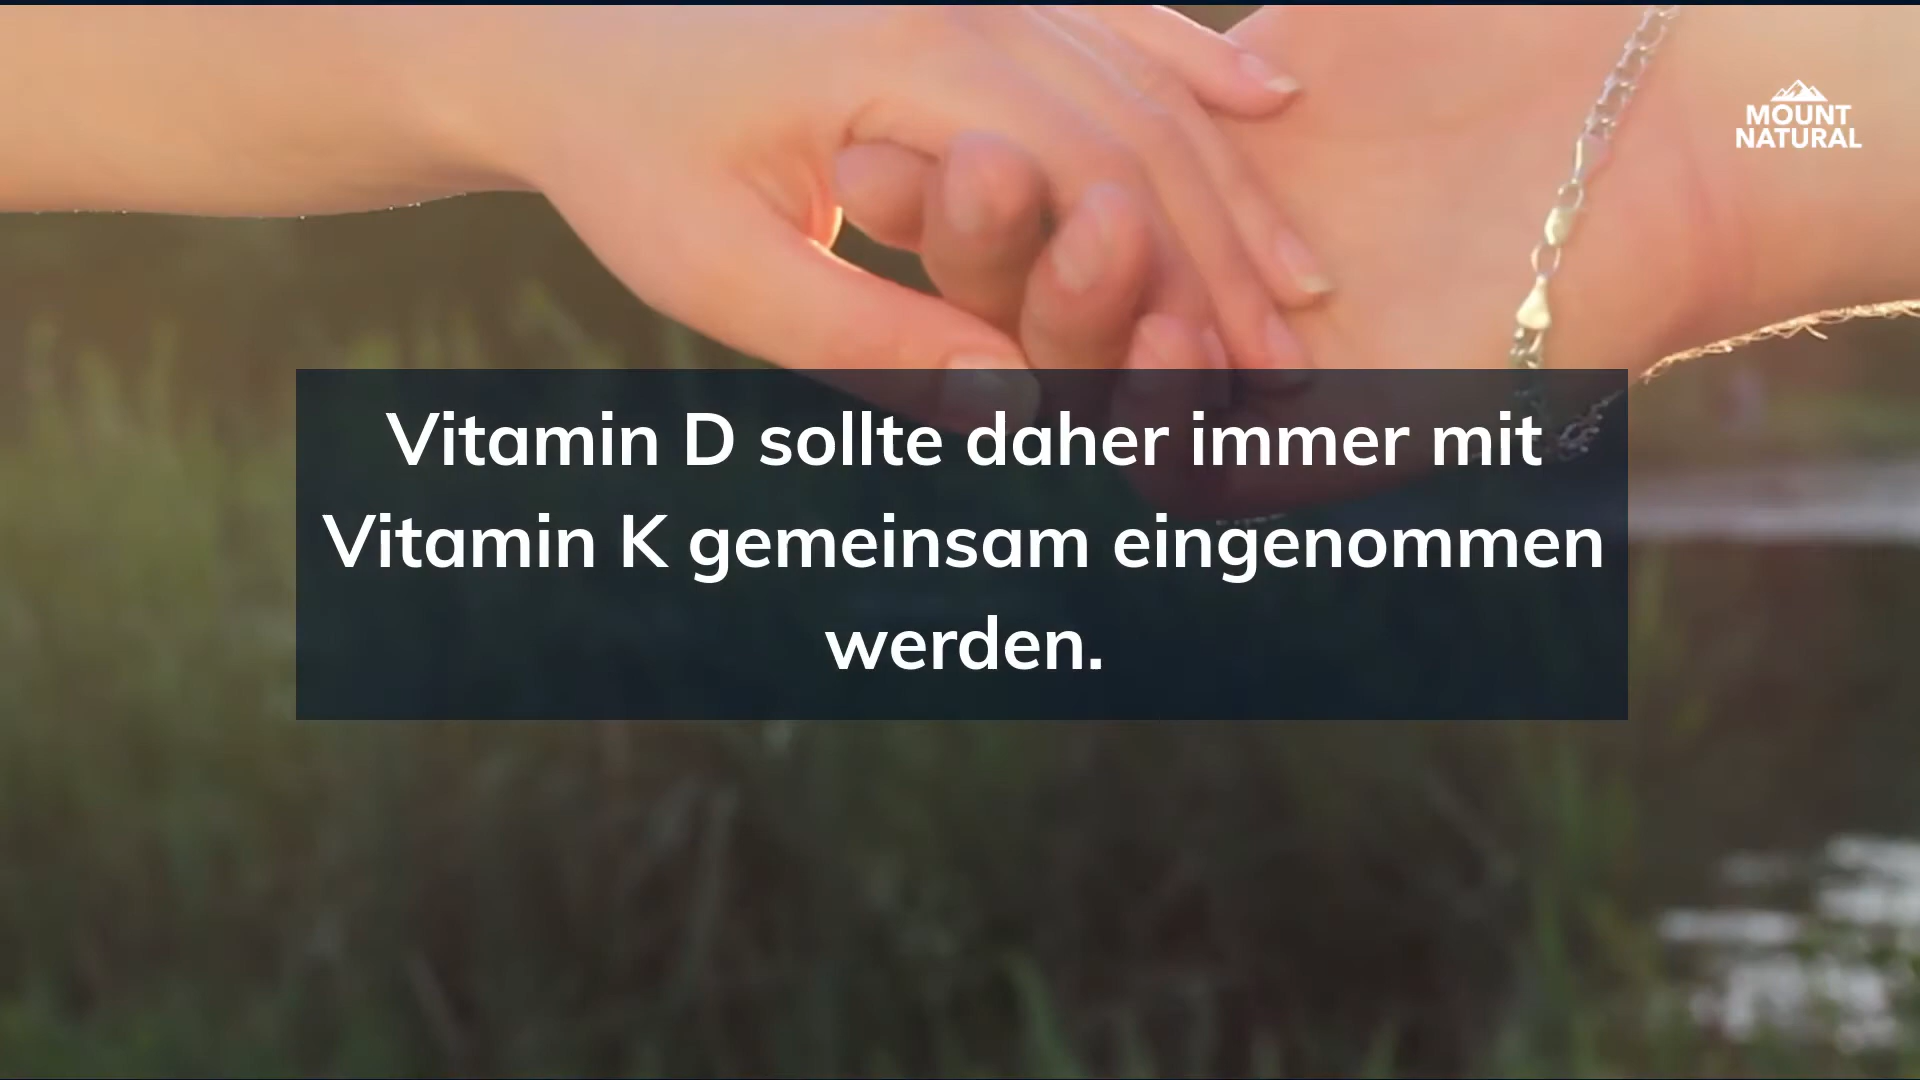 MOUNT
NATURAL
Vitamin D sollte daher immer mit
Vitamin K gemeinsam eingenommen
werden.